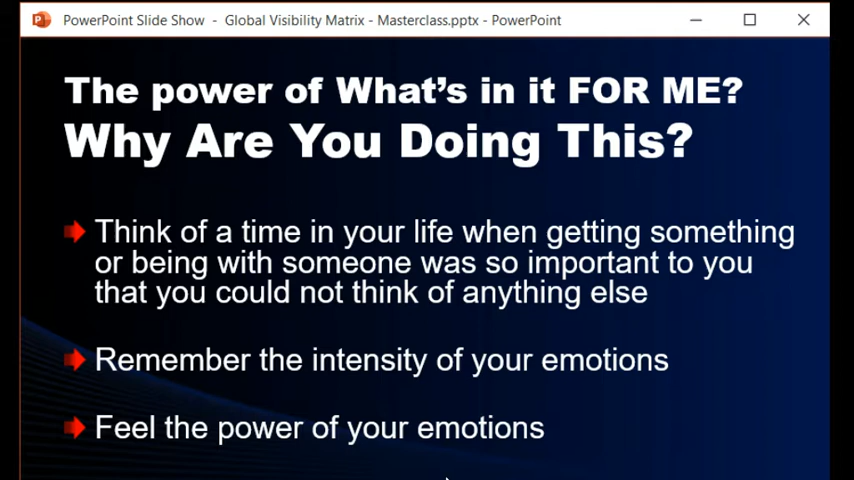 PowerPoint Slide Show - Global Visibility Matrix - Masterclass.pptx - PowerPoint
The power of What's in it FOR ME?
Why Are You Doing This?
Think of a time in your life when getting something
or being with someone was so important to you
that you could not think of anything else
Remember the intensity of your emotions
Feel the power of your emotions